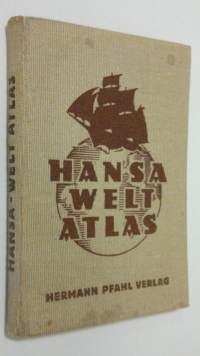 HANSA-WELT ATLAS
HANSA
WELT
ATLAS
HERMANN PFAHL VERLAG